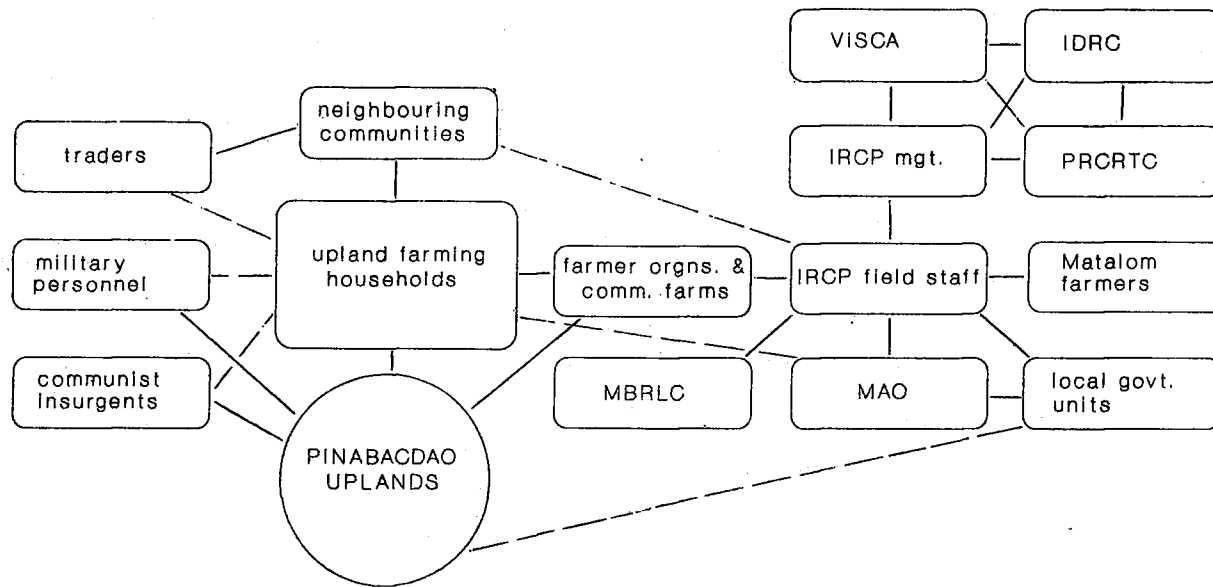 ViSCA
IDRC
neighbouring
communities
traders
IRCP mgt.
PRCRTC
upland farming
households
military
personnel
farmer orgns. &
comm. farms
IRCP field staff
Matalom
farmers
communist
insurgents
MBRLC
MAO
local govt.
units
PINABACDAO
UPLANDS